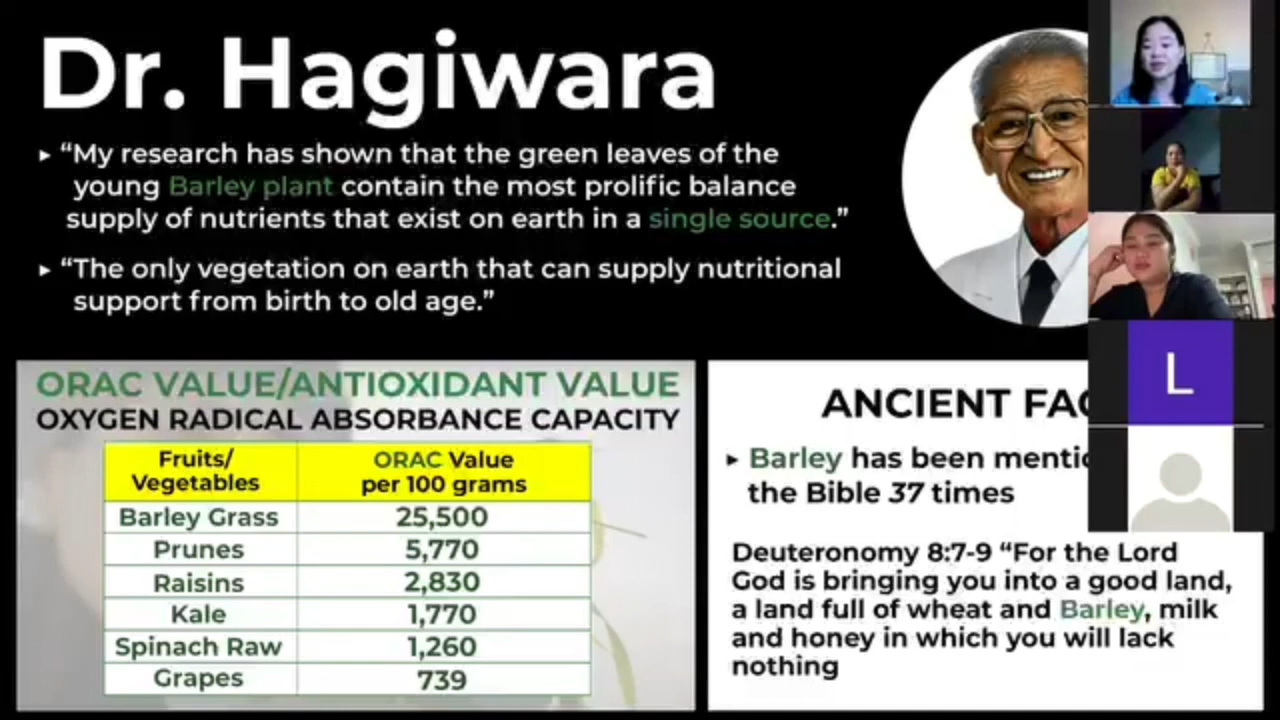 Dr. Hagiwara
▸ “My research has shown that the green leaves of the
young Barley plant contain the most prolific balance
supply of nutrients that exist on earth in a single source.”
▸ “The only vegetation on earth that can supply nutritional
support from birth to old age.”
ORAC VALUE/ANTIOXIDANT VALUE
OXYGEN RADICAL ABSORBANCE CAPACITY
Fruits/ Vegetables ORAC Value per 100 grams
Barley Grass 25,500
Prunes 5,770
Raisins 2,830
Kale 1,770
Spinach Raw 1,260
Grapes 739
ANCIENT
▸ Barley has been
the Bible 37 times
Deuteronomy 8:7-9 “For the Lord
God is bringing you into a good land,
a land full of wheat and Barley, milk
and honey in which you will lack
nothing
L